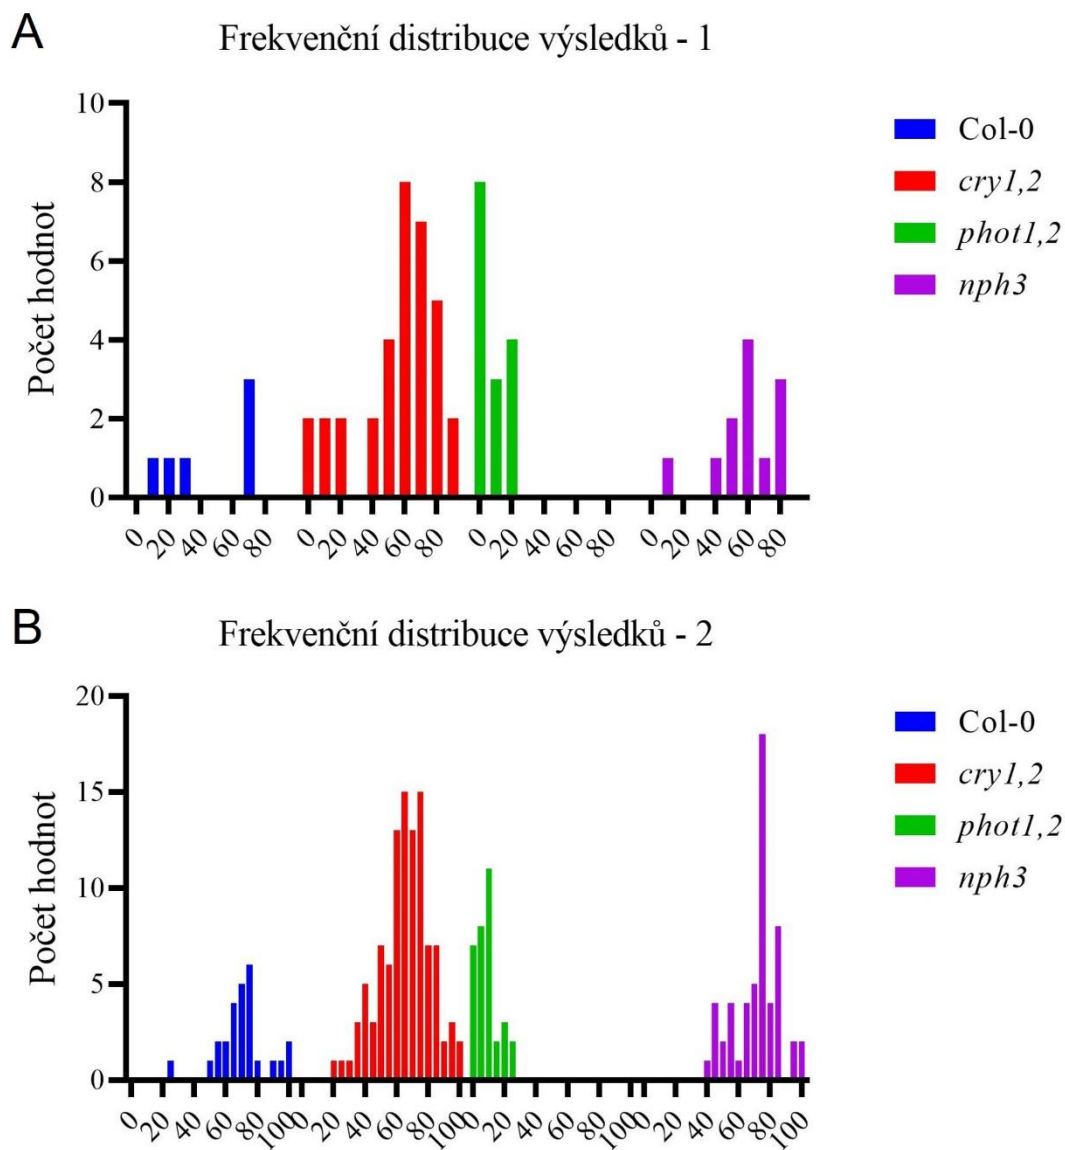 A
Frekvenční distribuce výsledků - 1
10
8
6
4
2
0
Počet hodnot
0 20 40 60 80 0 20 40 60 80 0 20 40 60 80 0 20 40 60 80
Col-0
cry1,2
phot1,2
nph3
B
Frekvenční distribuce výsledků - 2
20
15
10
5
0
Počet hodnot
0 20 40 60 80 100 0 20 40 60 80 100 0 20 40 60 80 100 0 20 40 60 80 100
Col-0
cry1,2
phot1,2
nph3